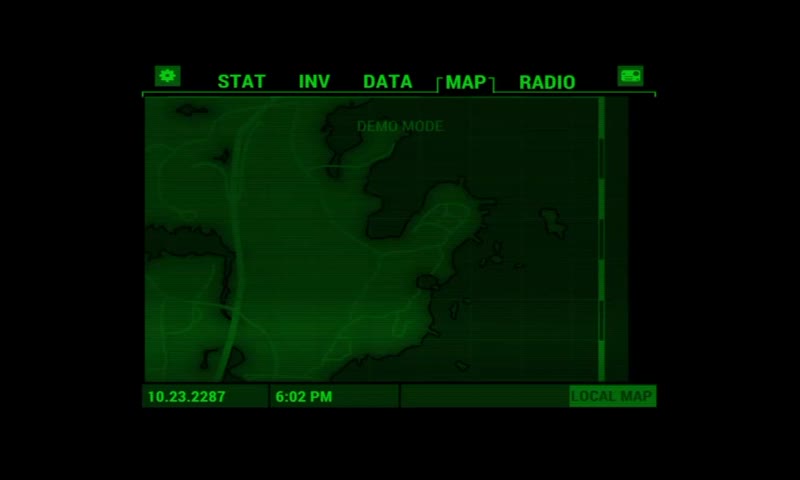 STAT INV DATA MAP RADIO
DEMO MODE
10.23.2287 6:02 PM LOCAL MAP